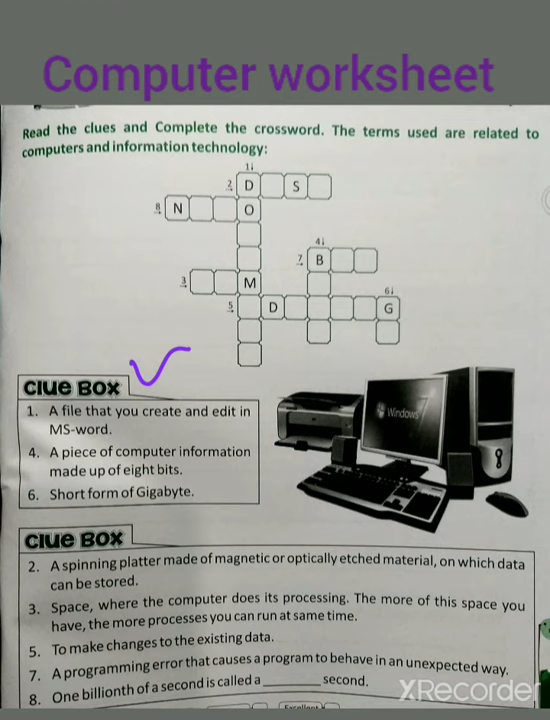 Computer worksheet
Read the clues and Complete the crossword. The terms used are related to
computers and information technology:
1↓
2 D S
8 N O
4↓
7 B
3 M
6↓
5 D G
Clue Box
1. A file that you create and edit in
MS-word.
4. A piece of computer information
made up of eight bits.
6. Short form of Gigabyte.
Windows 7
Clue Box
2. A spinning platter made of magnetic or optically etched material, on which data
can be stored.
3. Space, where the computer does its processing. The more of this space you
have, the more processes you can run at same time.
5. To make changes to the existing data.
7. A programming error that causes a program to behave in an unexpected way.
8. One billionth of a second is called a ________ second.
Excellent
XRecorder